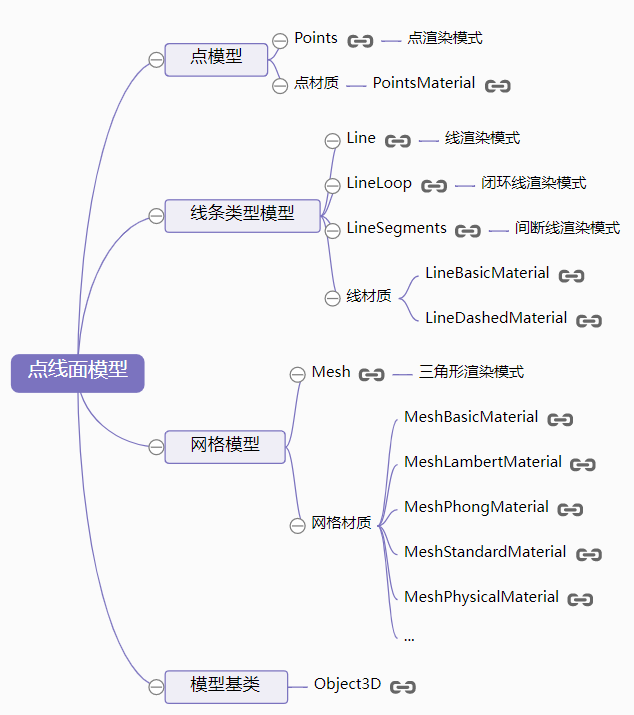 点线面模型
点模型
Points
点渲染模式
点材质
PointsMaterial
线条类型模型
Line
线渲染模式
LineLoop
闭环线渲染模式
LineSegments
间断线渲染模式
线材质
LineBasicMaterial
LineDashedMaterial
网格模型
Mesh
三角形渲染模式
网格材质
MeshBasicMaterial
MeshLambertMaterial
MeshPhongMaterial
MeshStandardMaterial
MeshPhysicalMaterial
...
模型基类
Object3D